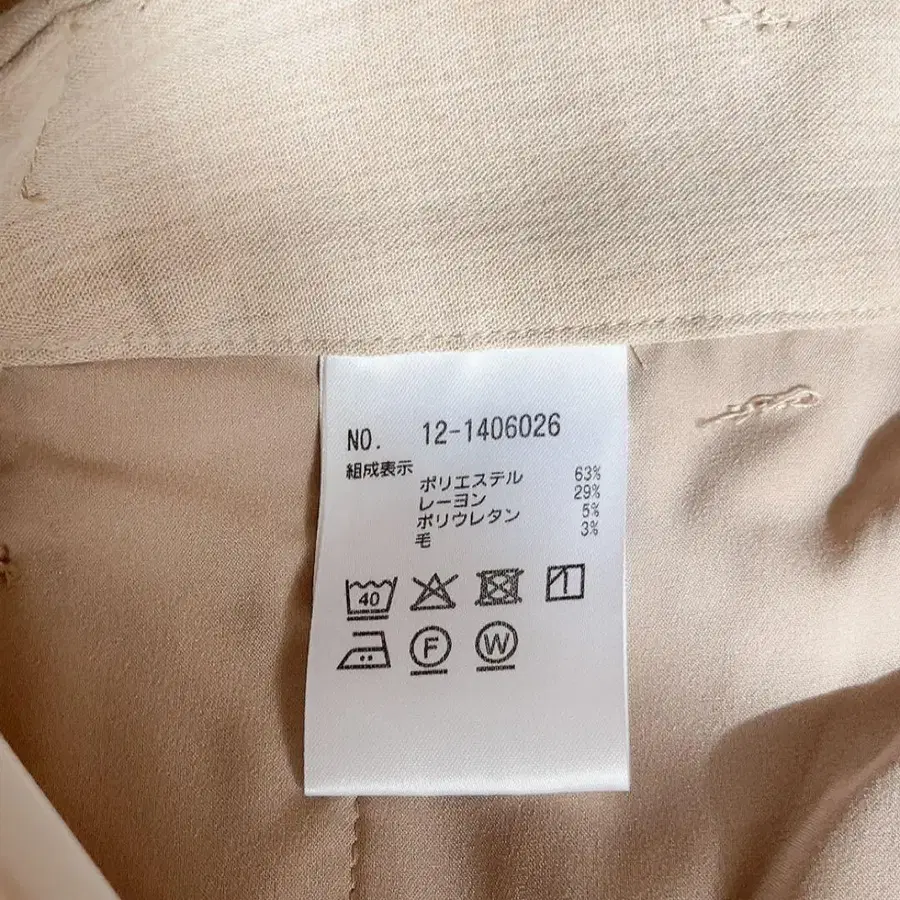 NO. 12-1406026
組成表示
ポリエステル 63%
レーヨン 29%
ポリウレタン 5%
毛 3%
40
F W